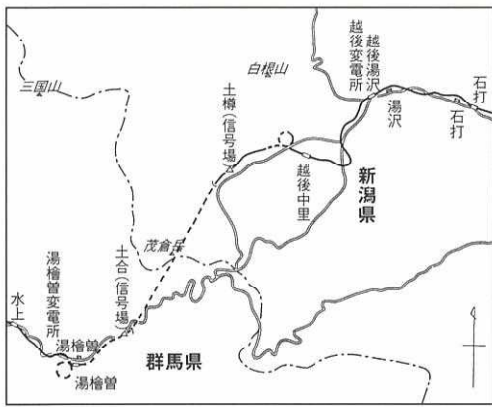 三国山
白根山
土樽(信号場)
越後変電所
越後湯沢
湯沢
石打
石打
越後中里
新潟県
茂倉岳
土合(信号場)
湯檜曽変電所
水上
湯檜曽
湯檜曽
群馬県